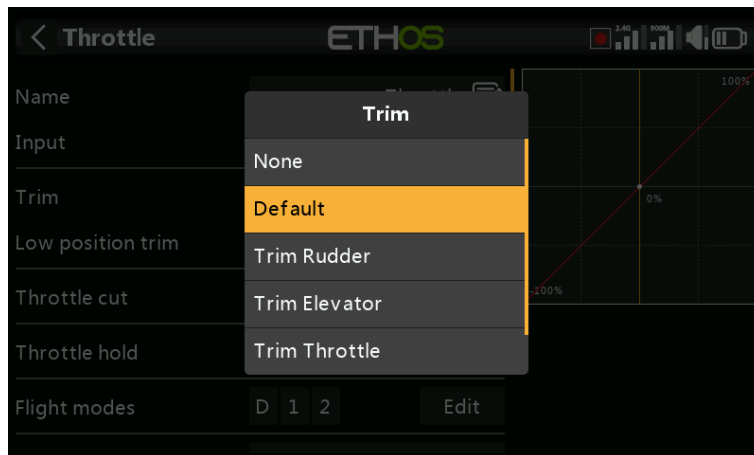 Throttle
ETHOS
2.4G
900M
Name
Input
Trim
Low position trim
Throttle cut
Throttle hold
Flight modes
D 1 2
Edit
Trim
None
Default
Trim Rudder
Trim Elevator
Trim Throttle
100%
0%
-100%